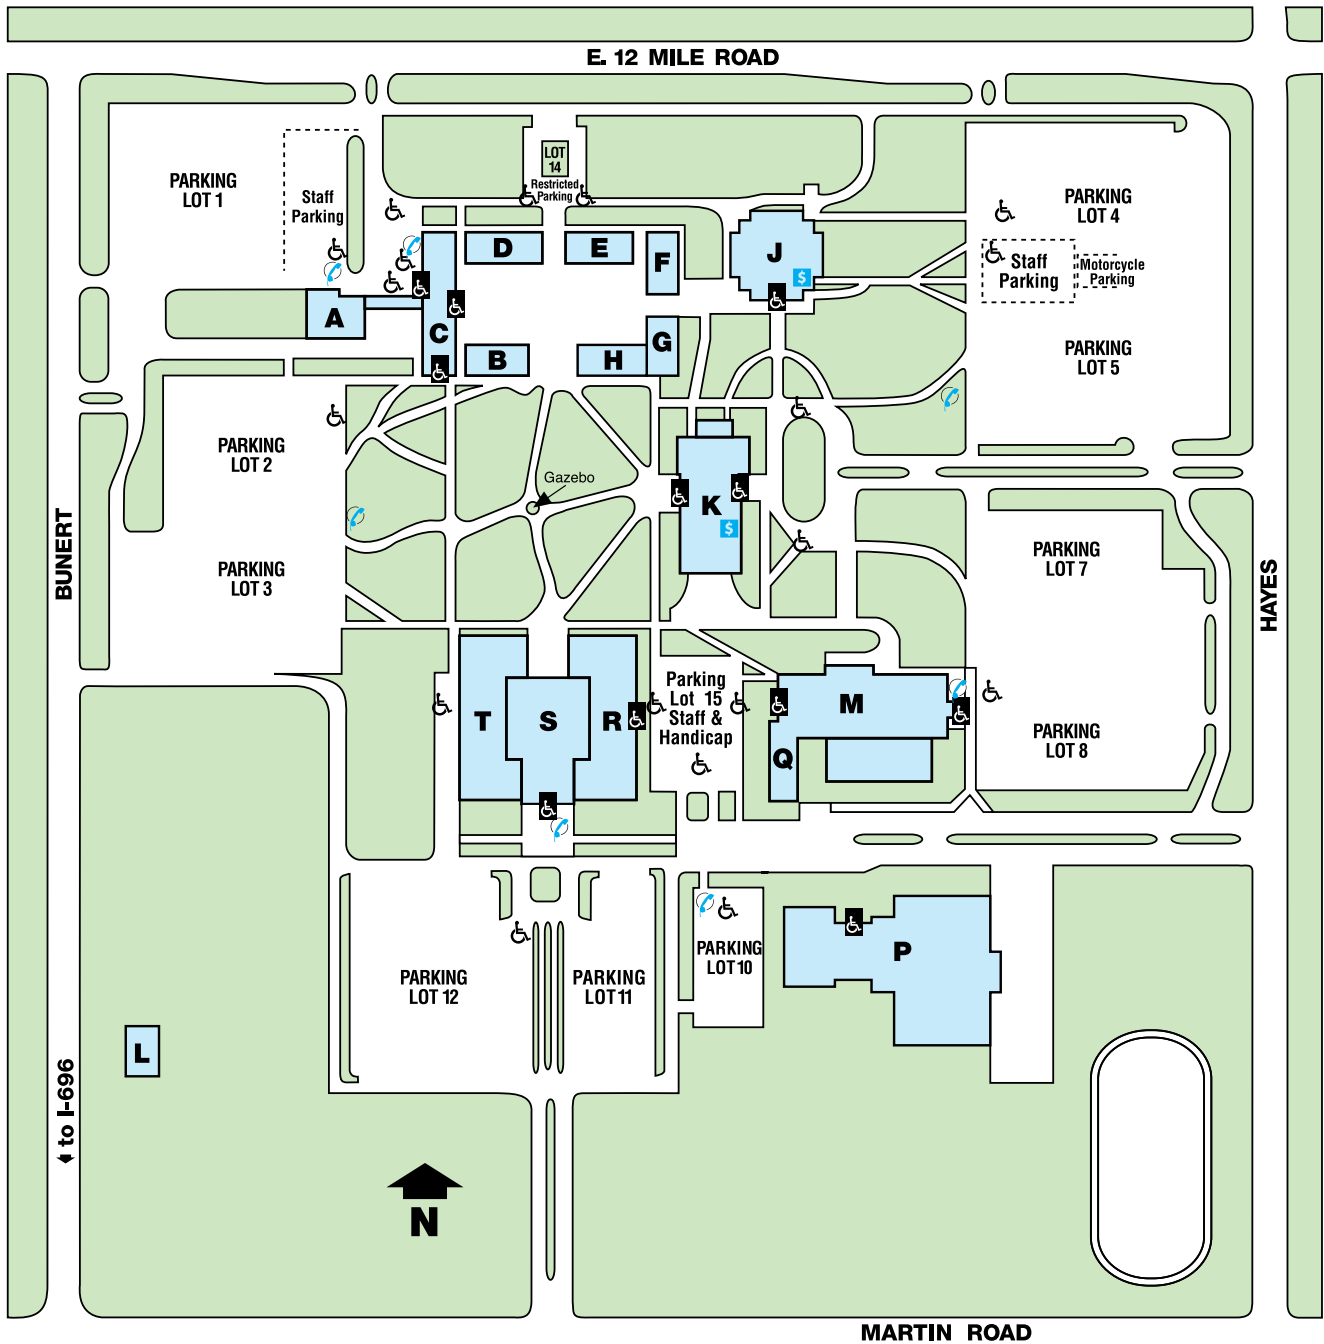 E. 12 MILE ROAD
LOT
14
Restricted
Parking
PARKING
LOT 1
Staff
Parking
PARKING
LOT 4
Staff
Parking
Motorcycle
Parking
D
E
F
J
$
A
C
B
H
G
PARKING
LOT 5
PARKING
LOT 2
Gazebo
K
$
BUNERT
PARKING
LOT 3
PARKING
LOT 7
HAYES
T
S
R
Parking
Lot 15
Staff &
Handicap
M
Q
PARKING
LOT 8
PARKING
LOT 12
PARKING
LOT 11
PARKING
LOT 10
P
L
to I-696
N
MARTIN ROAD